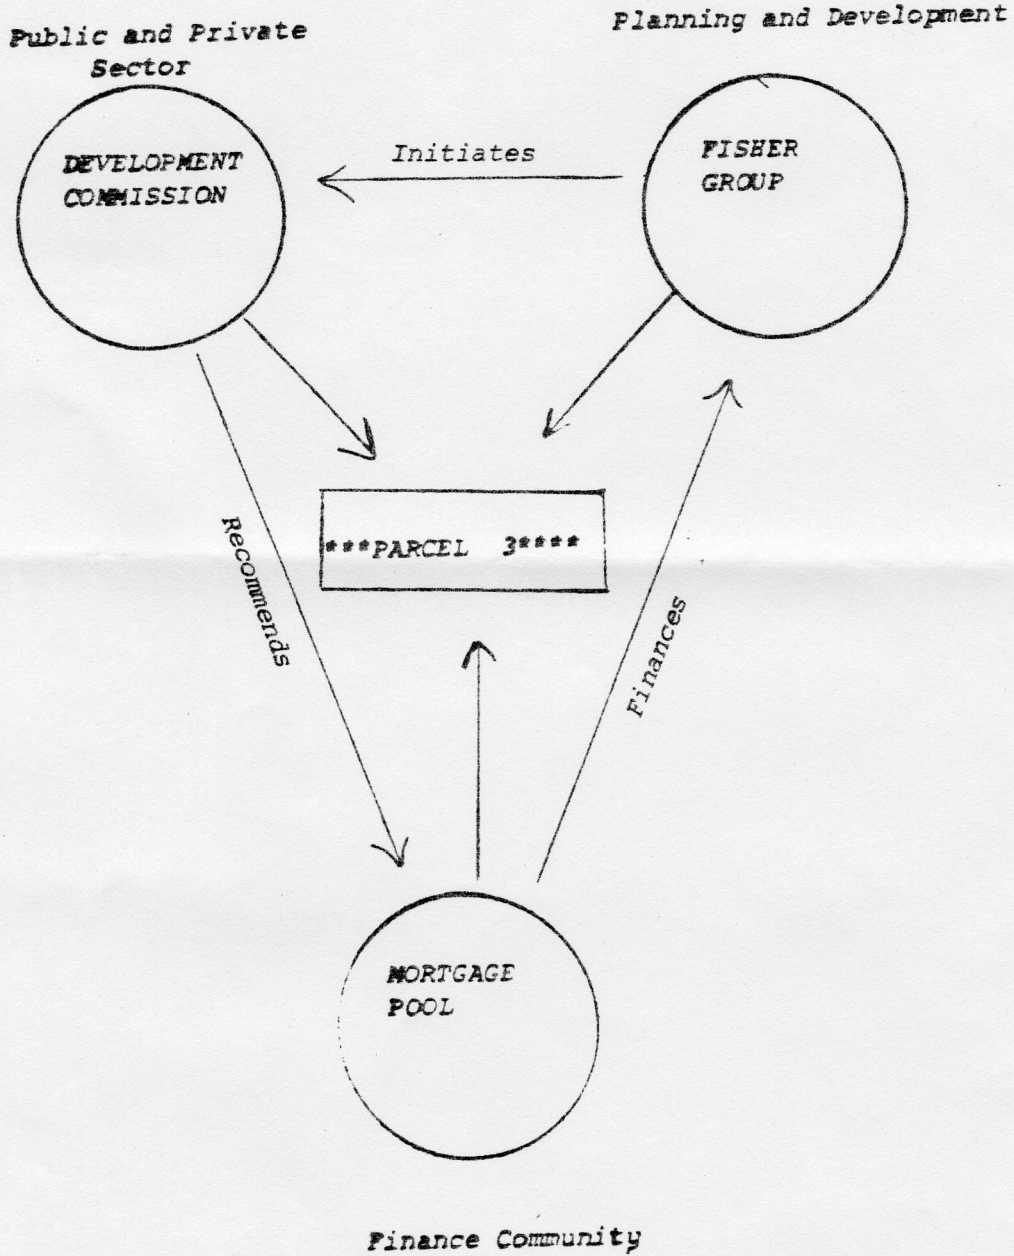 Public and Private
Sector
Planning and Development
DEVELOPMENT
COMMISSION
Initiates
FISHER
GROUP
***PARCEL 3****
Recommends
Finances
MORTGAGE
POOL
Finance Community